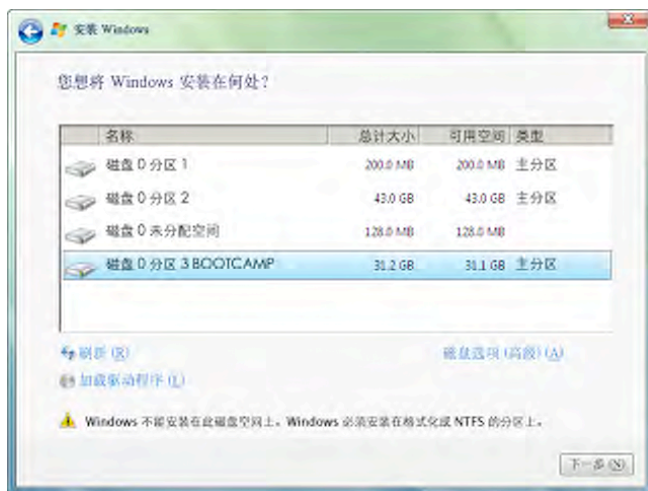 安装 Windows
您想将 Windows 安装在何处?
名称 总计大小 可用空间 类型
磁盘 0 分区 1 200.0 MB 200.0 MB 主分区
磁盘 0 分区 2 43.0 GB 43.0 GB 主分区
磁盘 0 未分配空间 128.0 MB 128.0 MB
磁盘 0 分区 3 BOOTCAMP 31.2 GB 31.1 GB 主分区
刷新 (R) 磁盘选项 (高级) (A)
加载驱动程序 (L)
Windows 不能安装在此磁盘空间上。Windows 必须安装在格式化成 NTFS 的分区上。
下一步 (N)